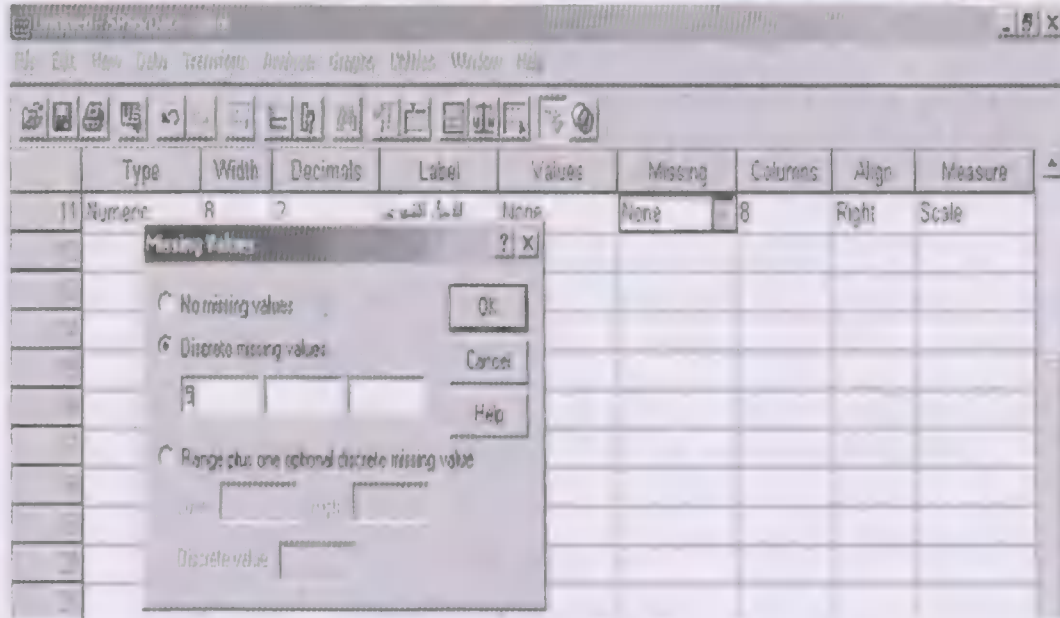 File Edit View Data Transform Analyze Graphs Utilities Window Help
Type Width Decimals Label Values Missing Columns Align Measure
11 Numeric 8 2 None None 8 Right Scale
Missing Values
No missing values
OK
Discrete missing values
Cancel
Help
Range plus one optional discrete missing value
Discrete value